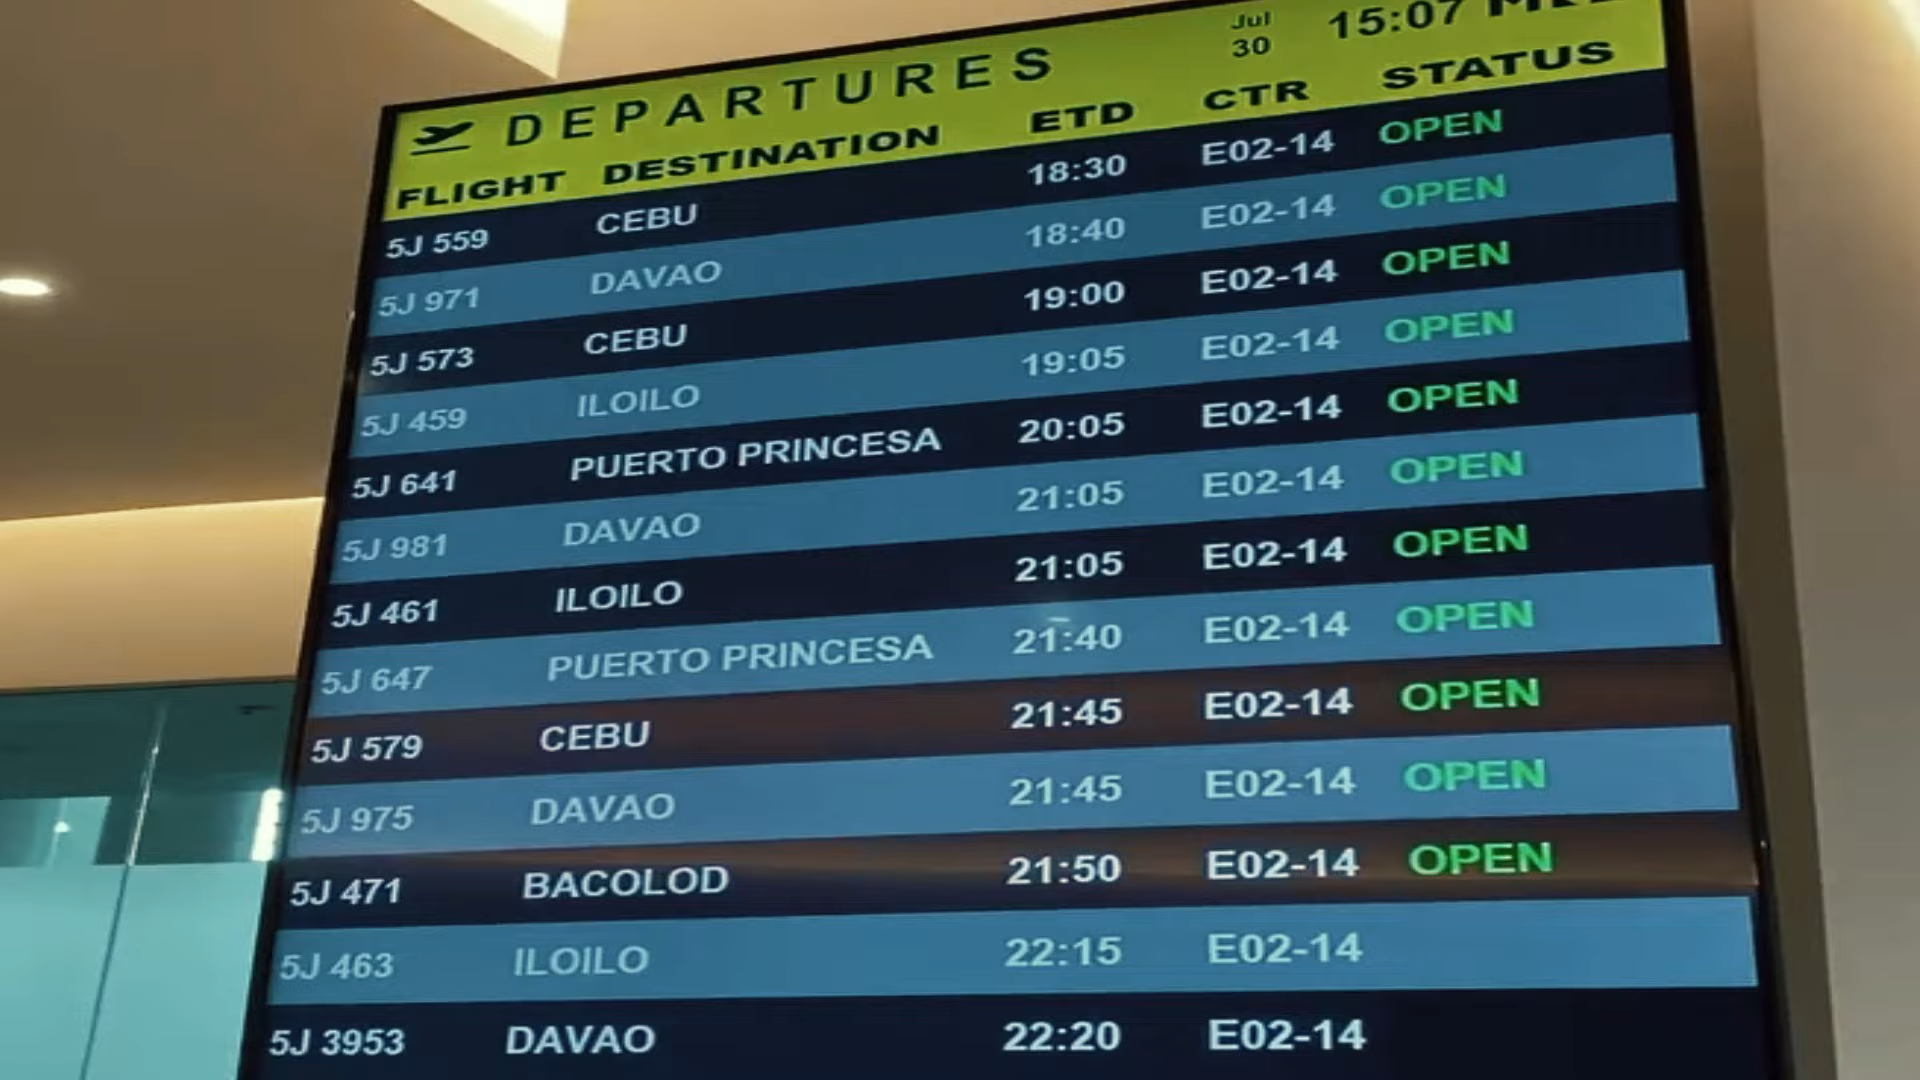 Jul
30
15:07
DEPARTURES
FLIGHT DESTINATION ETD CTR STATUS
5J 559 CEBU 18:30 E02-14 OPEN
5J 971 DAVAO 18:40 E02-14 OPEN
5J 573 CEBU 19:00 E02-14 OPEN
5J 459 ILOILO 19:05 E02-14 OPEN
5J 641 PUERTO PRINCESA 20:05 E02-14 OPEN
5J 981 DAVAO 21:05 E02-14 OPEN
5J 461 ILOILO 21:05 E02-14 OPEN
5J 647 PUERTO PRINCESA 21:40 E02-14 OPEN
5J 579 CEBU 21:45 E02-14 OPEN
5J 975 DAVAO 21:45 E02-14 OPEN
5J 471 BACOLOD 21:50 E02-14 OPEN
5J 463 ILOILO 22:15 E02-14
5J 3953 DAVAO 22:20 E02-14